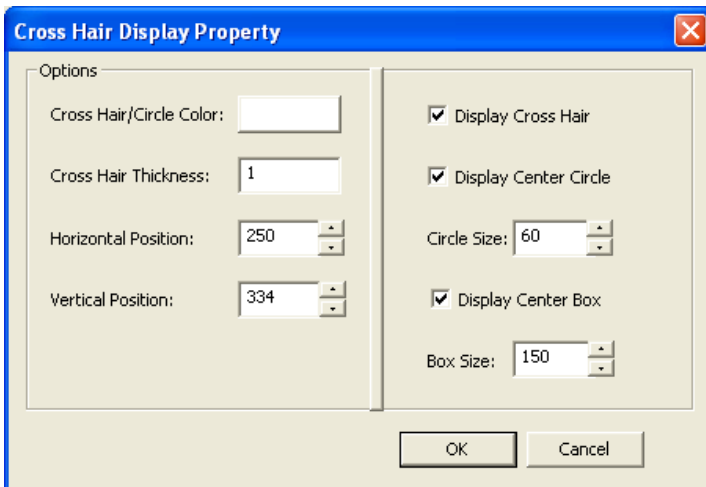 Cross Hair Display Property
Options
Cross Hair/Circle Color:
Cross Hair Thickness: 1
Horizontal Position: 250
Vertical Position: 334
Display Cross Hair
Display Center Circle
Circle Size: 60
Display Center Box
Box Size: 150
OK Cancel